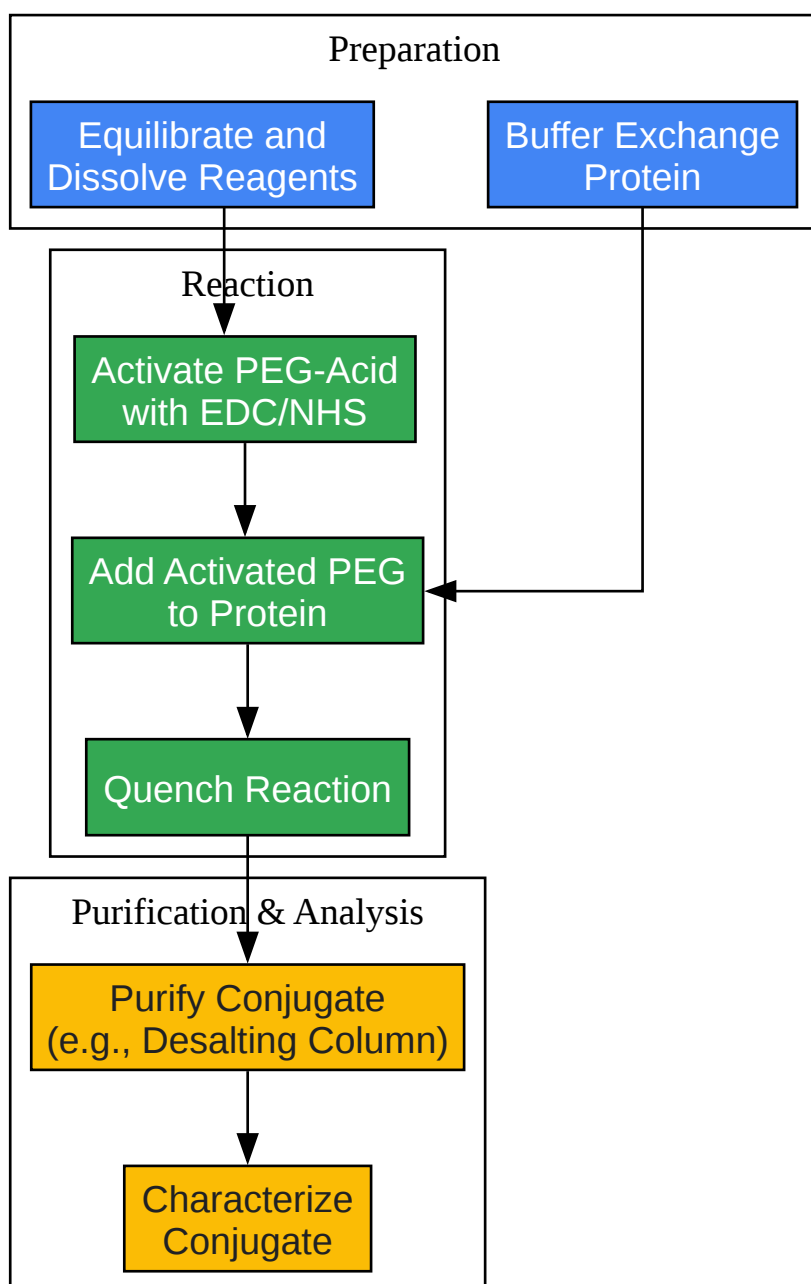 Preparation
Equilibrate and
Dissolve Reagents
Buffer Exchange
Protein
Reaction
Activate PEG-Acid
with EDC/NHS
Add Activated PEG
to Protein
Quench Reaction
Purification & Analysis
Purify Conjugate
(e.g., Desalting Column)
Characterize
Conjugate